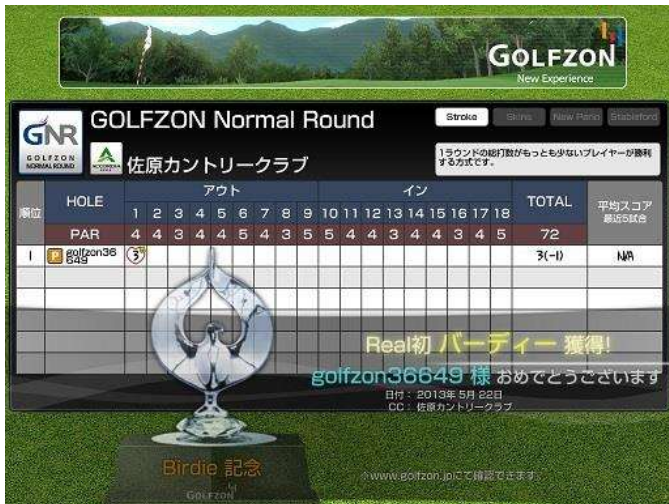 GOLFZON
New Experience
GNR
GOLFZON
NORMAL ROUND
GOLFZON Normal Round
Stroke
Skins
New Perio
Stableford
ACCORDIA
佐原カントリークラブ
1ラウンドの総打数がもっとも少ないプレイヤーが勝利
する方式です。
順位 HOLE アウト イン TOTAL 平均スコア
最近5試合
1 2 3 4 5 6 7 8 9 10 11 12 13 14 15 16 17 18
PAR 4 4 3 4 4 5 4 3 5 5 4 4 3 4 4 3 4 5 72
1 P golfzon36
649 3 3(-1) N/A
Real初 バーディー 獲得!
golfzon36649 様 おめでとうございます
日付 : 2013年 5月 22日
CC : 佐原カントリークラブ
Birdie 記念
GOLFZON
※www.golfzon.jpにて確認できます。